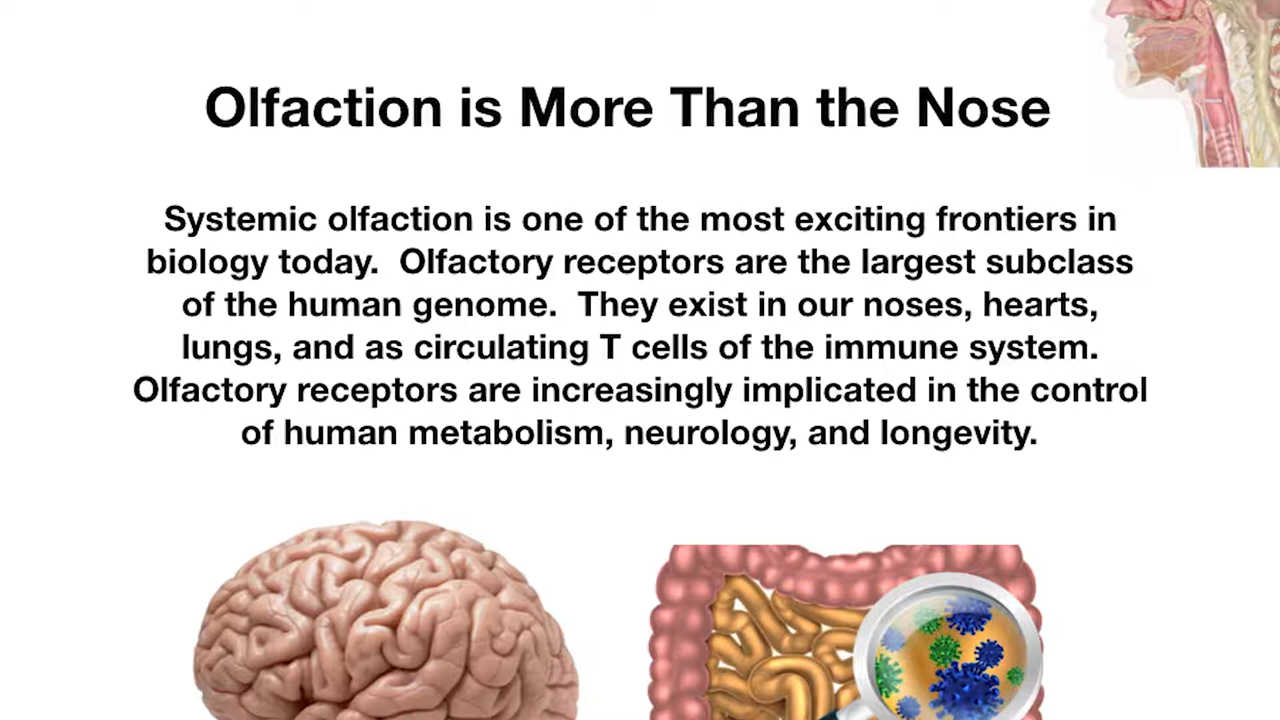 Olfaction is More Than the Nose
Systemic olfaction is one of the most exciting frontiers in
biology today.  Olfactory receptors are the largest subclass
of the human genome.  They exist in our noses, hearts,
lungs, and as circulating T cells of the immune system.
Olfactory receptors are increasingly implicated in the control
of human metabolism, neurology, and longevity.